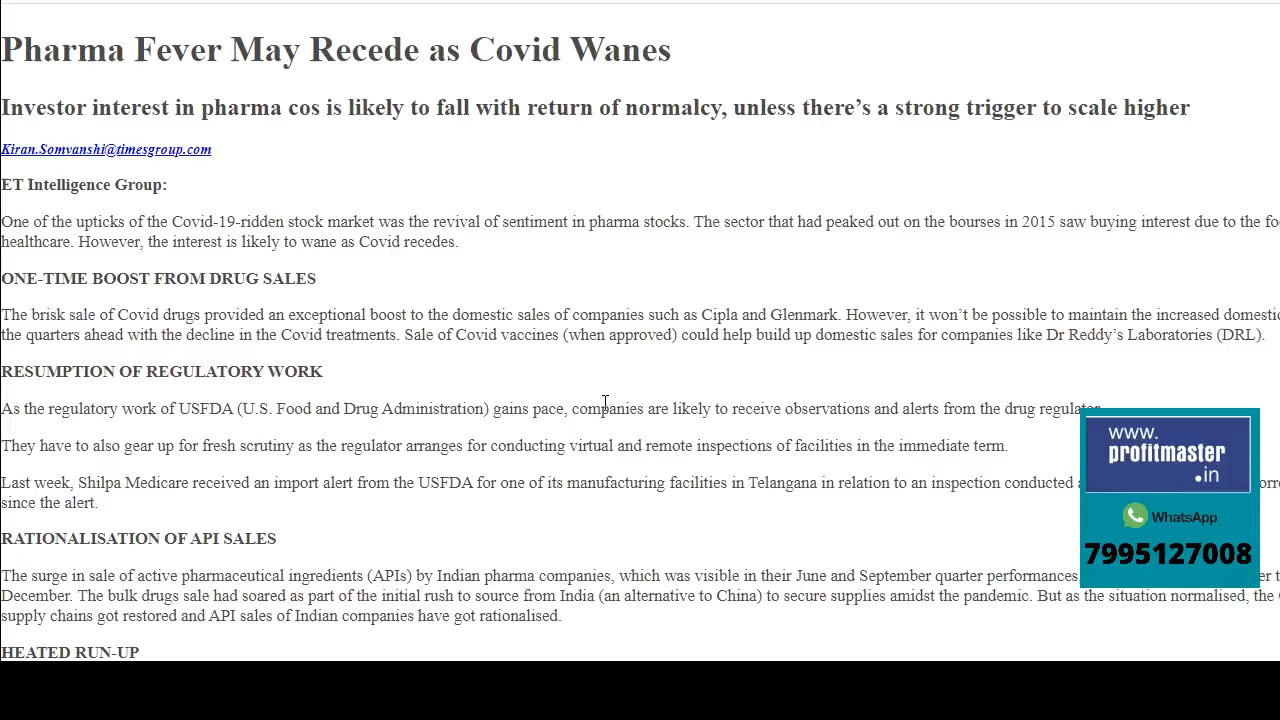 Pharma Fever May Recede as Covid Wanes
Investor interest in pharma cos is likely to fall with return of normalcy, unless there’s a strong trigger to scale higher
Kiran.Somvanshi@timesgroup.com
ET Intelligence Group:
One of the upticks of the Covid-19-ridden stock market was the revival of sentiment in pharma stocks. The sector that had peaked out on the bourses in 2015 saw buying interest due to the
healthcare. However, the interest is likely to wane as Covid recedes.
ONE-TIME BOOST FROM DRUG SALES
The brisk sale of Covid drugs provided an exceptional boost to the domestic sales of companies such as Cipla and Glenmark. However, it won’t be possible to maintain the increased
the quarters ahead with the decline in the Covid treatments. Sale of Covid vaccines (when approved) could help build up domestic sales for companies like Dr Reddy’s Laboratories (DRL).
RESUMPTION OF REGULATORY WORK
As the regulatory work of USFDA (U.S. Food and Drug Administration) gains pace, companies are likely to receive observations and alerts from the drug regulator.
They have to also gear up for fresh scrutiny as the regulator arranges for conducting virtual and remote inspections of facilities in the immediate term.
Last week, Shilpa Medicare received an import alert from the USFDA for one of its manufacturing facilities in Telangana in relation to an inspection conducted
since the alert.
RATIONALISATION OF API SALES
The surge in sale of active pharmaceutical ingredients (APIs) by Indian pharma companies, which was visible in their June and September quarter performances
December. The bulk drugs sale had soared as part of the initial rush to source from India (an alternative to China) to secure supplies amidst the pandemic. But as the situation normalised, the
supply chains got restored and API sales of Indian companies have got rationalised.
HEATED RUN-UP
www.
profitmaster
.in
WhatsApp
7995127008